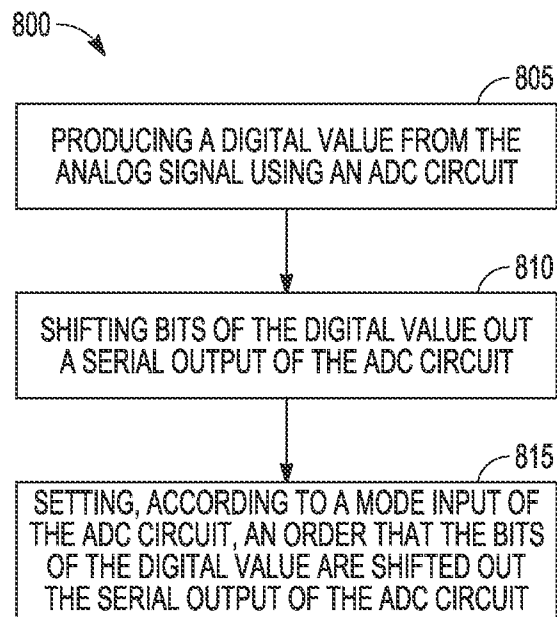 800
805
PRODUCING A DIGITAL VALUE FROM THE
ANALOG SIGNAL USING AN ADC CIRCUIT
810
SHIFTING BITS OF THE DIGITAL VALUE OUT
A SERIAL OUTPUT OF THE ADC CIRCUIT
815
SETTING, ACCORDING TO A MODE INPUT OF
THE ADC CIRCUIT, AN ORDER THAT THE BITS
OF THE DIGITAL VALUE ARE SHIFTED OUT
THE SERIAL OUTPUT OF THE ADC CIRCUIT